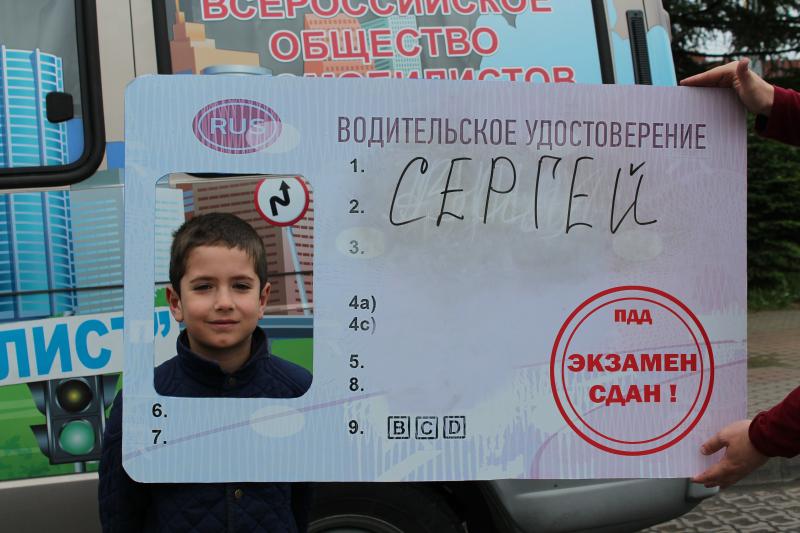 ВСЕРОССИЙСКОЕ
ОБЩЕСТВО
RUS
ВОДИТЕЛЬСКОЕ УДОСТОВЕРЕНИЕ
1.
2. СЕРГЕЙ
3.
4a)
4c)
5.
8.
9. B C D
6.
7.
ПДД
ЭКЗАМЕН
СДАН !
ЛИСТ"